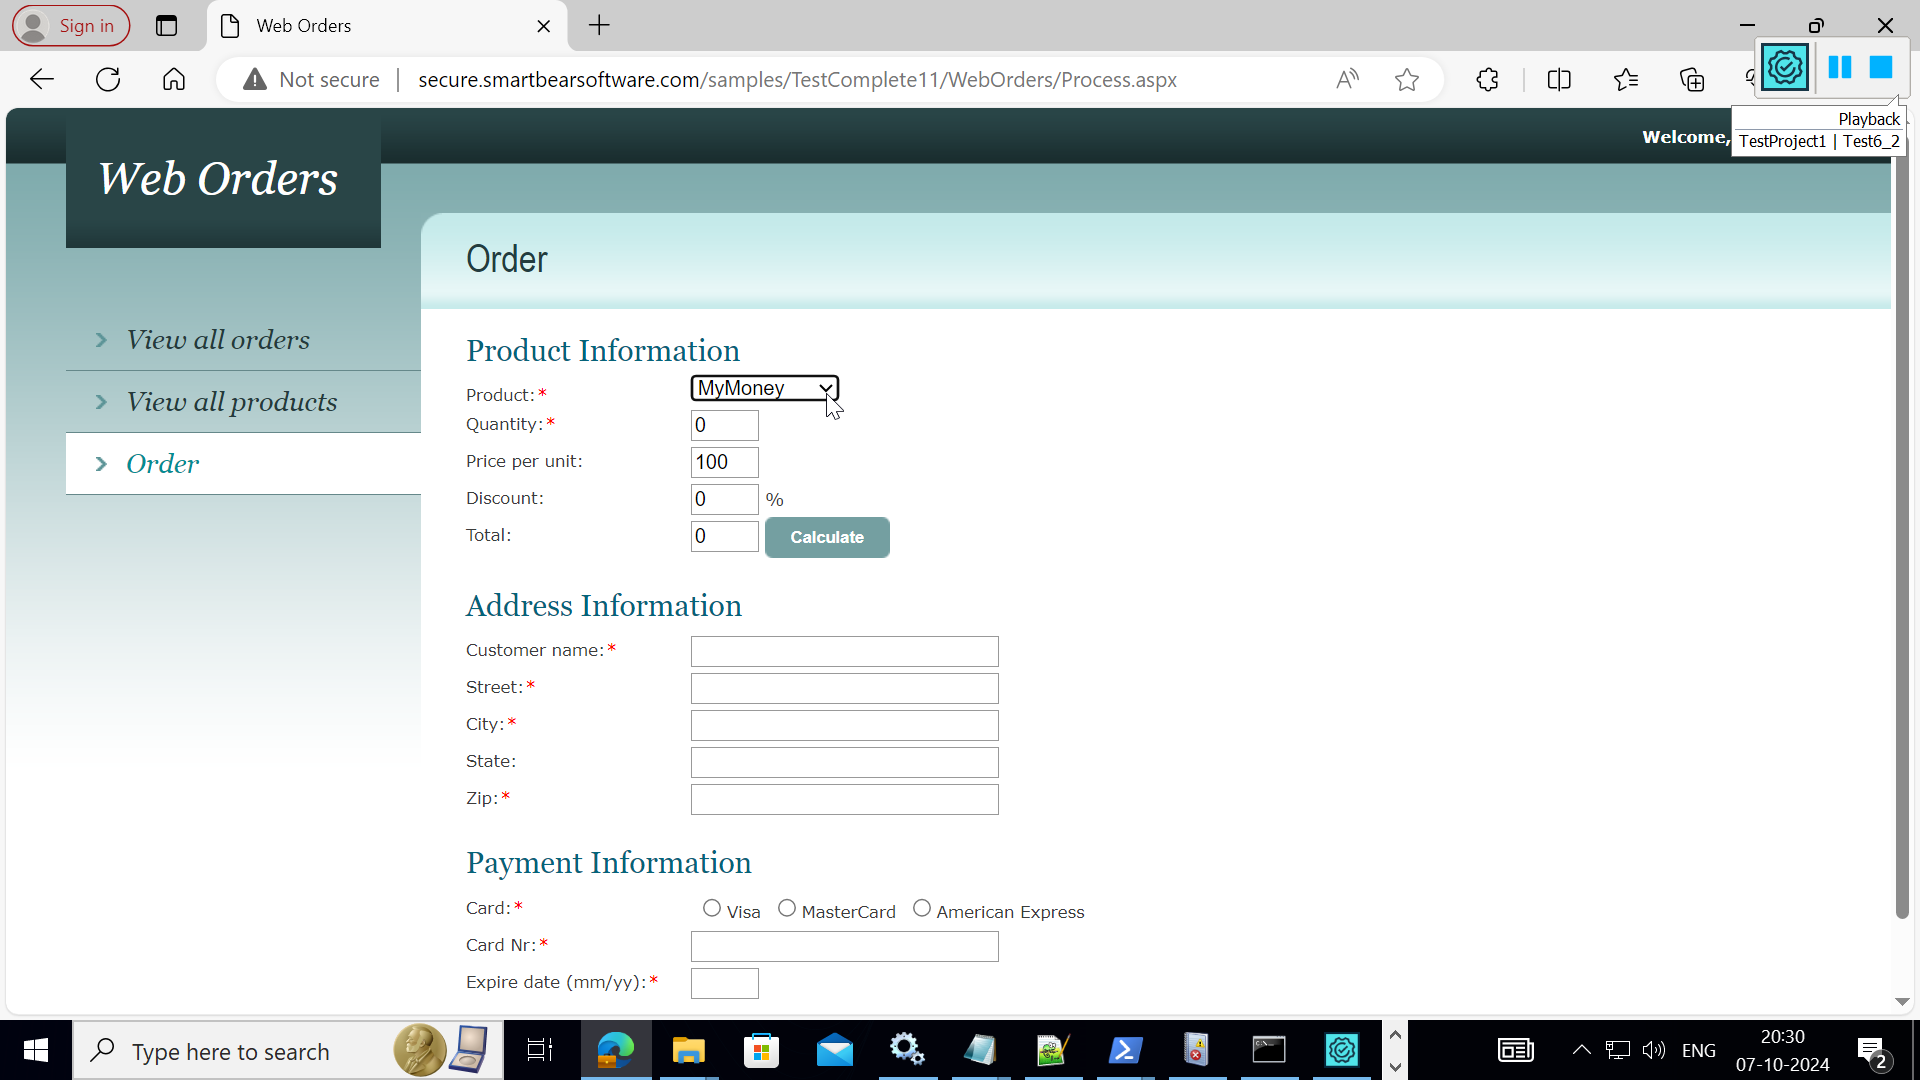 Sign in
Web Orders
Not secure
secure.smartbearsoftware.com/samples/TestComplete11/WebOrders/Process.aspx
Playback
TestProject1 | Test6_2
Welcome,
Web Orders
Order
View all orders
View all products
Order
Product Information
Product:*
MyMoney
Quantity:*
0
Price per unit:
100
Discount:
0
%
Total:
0
Calculate
Address Information
Customer name:*
Street:*
City:*
State:
Zip:*
Payment Information
Card:*
Visa
MasterCard
American Express
Card Nr:*
Expire date (mm/yy):*
Type here to search
ENG
20:30
07-10-2024
2